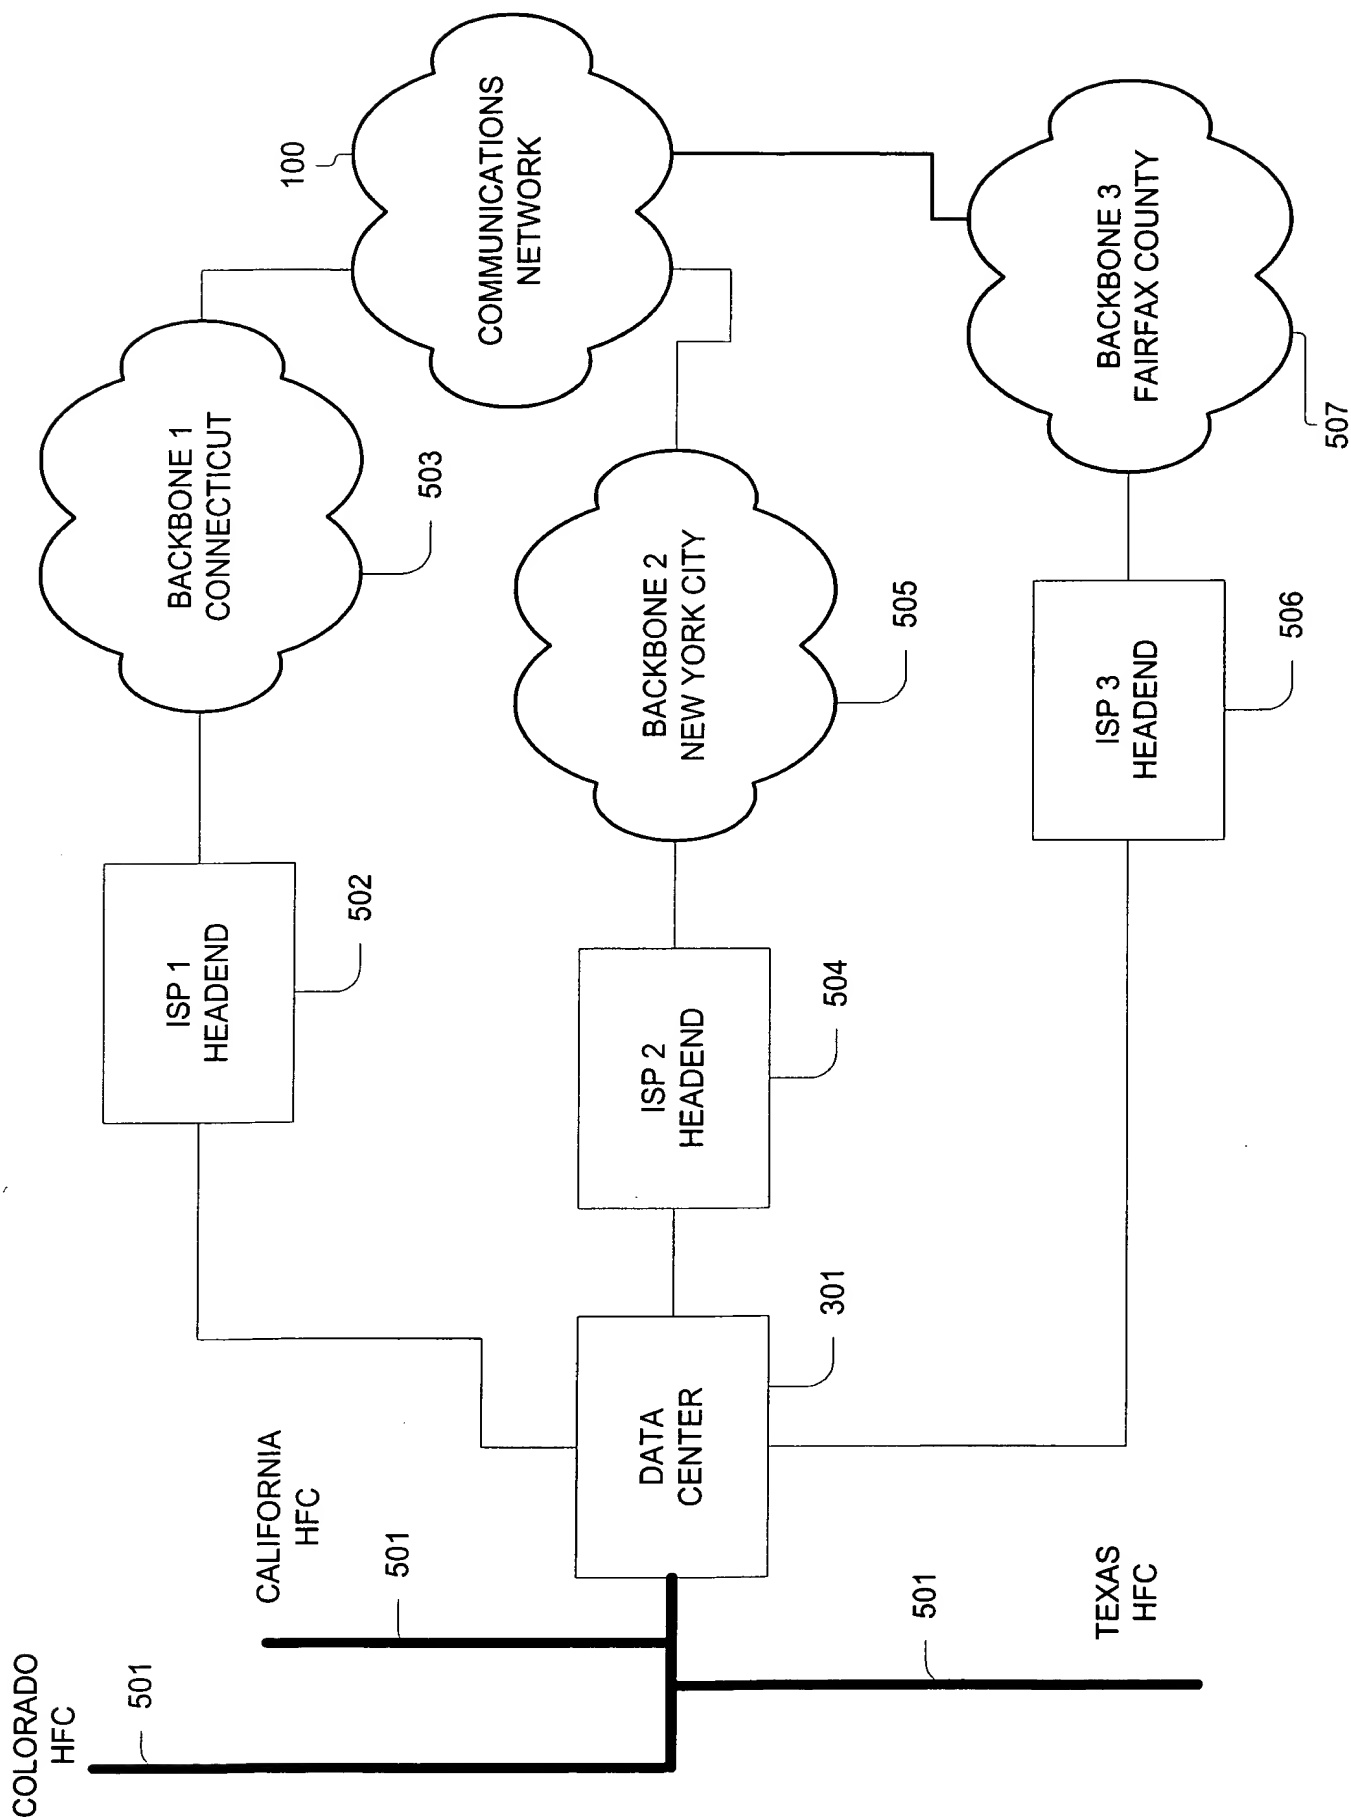 COLORADO
HFC
501
CALIFORNIA
HFC
501
501
TEXAS
HFC
DATA
CENTER
301
ISP 1
HEADEND
502
ISP 2
HEADEND
504
ISP 3
HEADEND
506
BACKBONE 1
CONNECTICUT
503
BACKBONE 2
NEW YORK CITY
505
BACKBONE 3
FAIRFAX COUNTY
507
100
COMMUNICATIONS
NETWORK